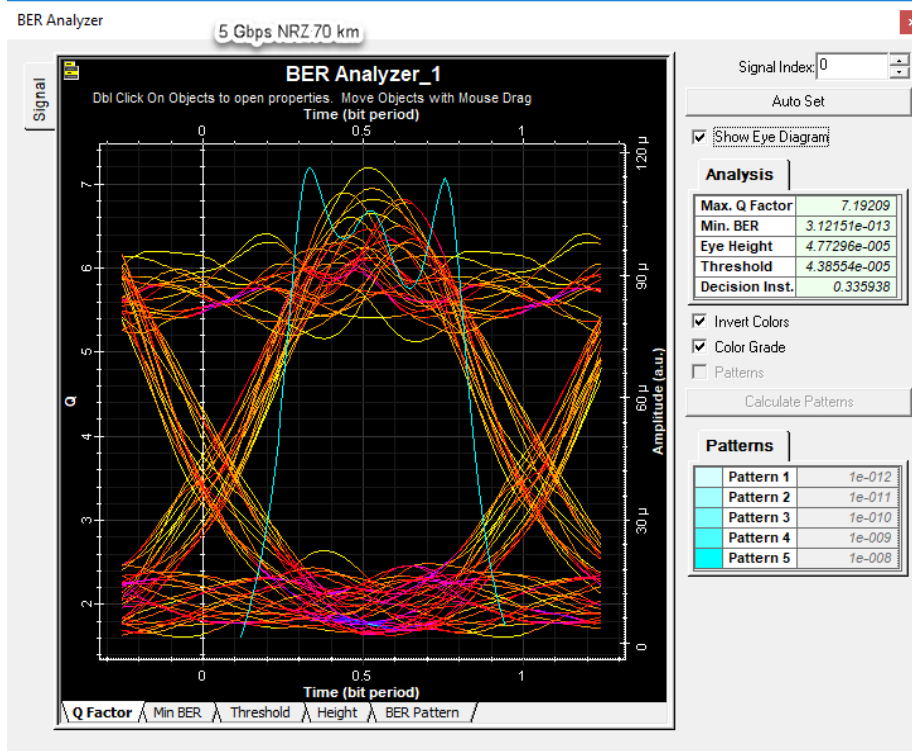 BER Analyzer
5 Gbps NRZ 70 km
Signal
BER Analyzer_1
Dbl Click On Objects to open properties. Move Objects with Mouse Drag
Time (bit period)
0 0.5 1
Q
7
6
5
4
3
2
Amplitude (a.u.)
120 µ
90 µ
60 µ
30 µ
0
0 0.5 1
Time (bit period)
Q Factor Min BER Threshold Height BER Pattern
Signal Index: 0
Auto Set
Show Eye Diagram
Analysis
Max. Q Factor 7.19209
Min. BER 3.12151e-013
Eye Height 4.77296e-005
Threshold 4.38554e-005
Decision Inst. 0.335938
Invert Colors
Color Grade
Patterns
Calculate Patterns
Patterns
Pattern 1 1e-012
Pattern 2 1e-011
Pattern 3 1e-010
Pattern 4 1e-009
Pattern 5 1e-008